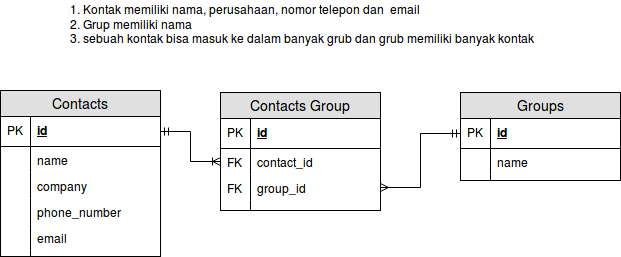 1. Kontak memiliki nama, perusahaan, nomor telepon dan email
2. Grup memiliki nama
3. sebuah kontak bisa masuk ke dalam banyak grub dan grub memiliki banyak kontak
Contacts
PK id
name
company
phone_number
email
Contacts Group
PK id
FK contact_id
FK group_id
Groups
PK id
name